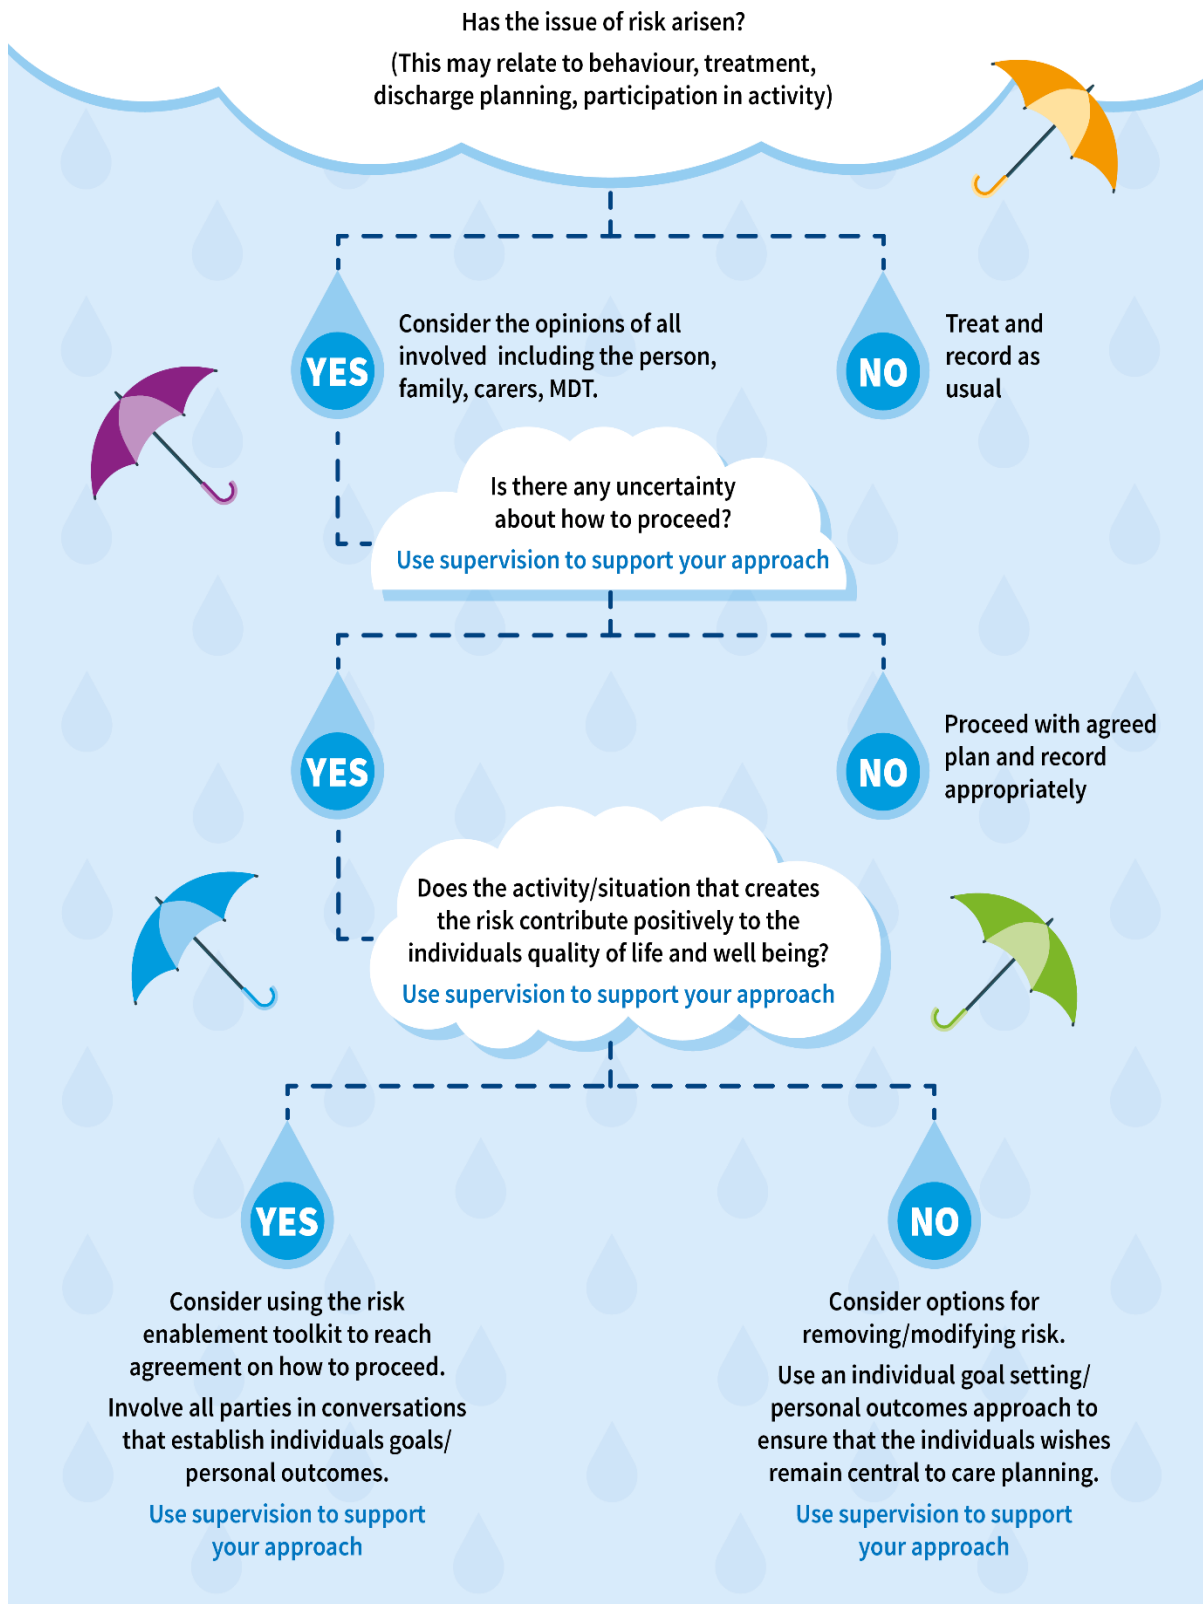 Has the issue of risk arisen?
(This may relate to behaviour, treatment,
discharge planning, participation in activity)
YES
Consider the opinions of all
involved including the person,
family, carers, MDT.
NO
Treat and
record as
usual
Is there any uncertainty
about how to proceed?
Use supervision to support your approach
YES
NO
Proceed with agreed
plan and record
appropriately
Does the activity/situation that creates
the risk contribute positively to the
individuals quality of life and well being?
Use supervision to support your approach
YES
Consider using the risk
enablement toolkit to reach
agreement on how to proceed.
Involve all parties in conversations
that establish individuals goals/
personal outcomes.
Use supervision to support
your approach
NO
Consider options for
removing/modifying risk.
Use an individual goal setting/
personal outcomes approach to
ensure that the individuals wishes
remain central to care planning.
Use supervision to support
your approach